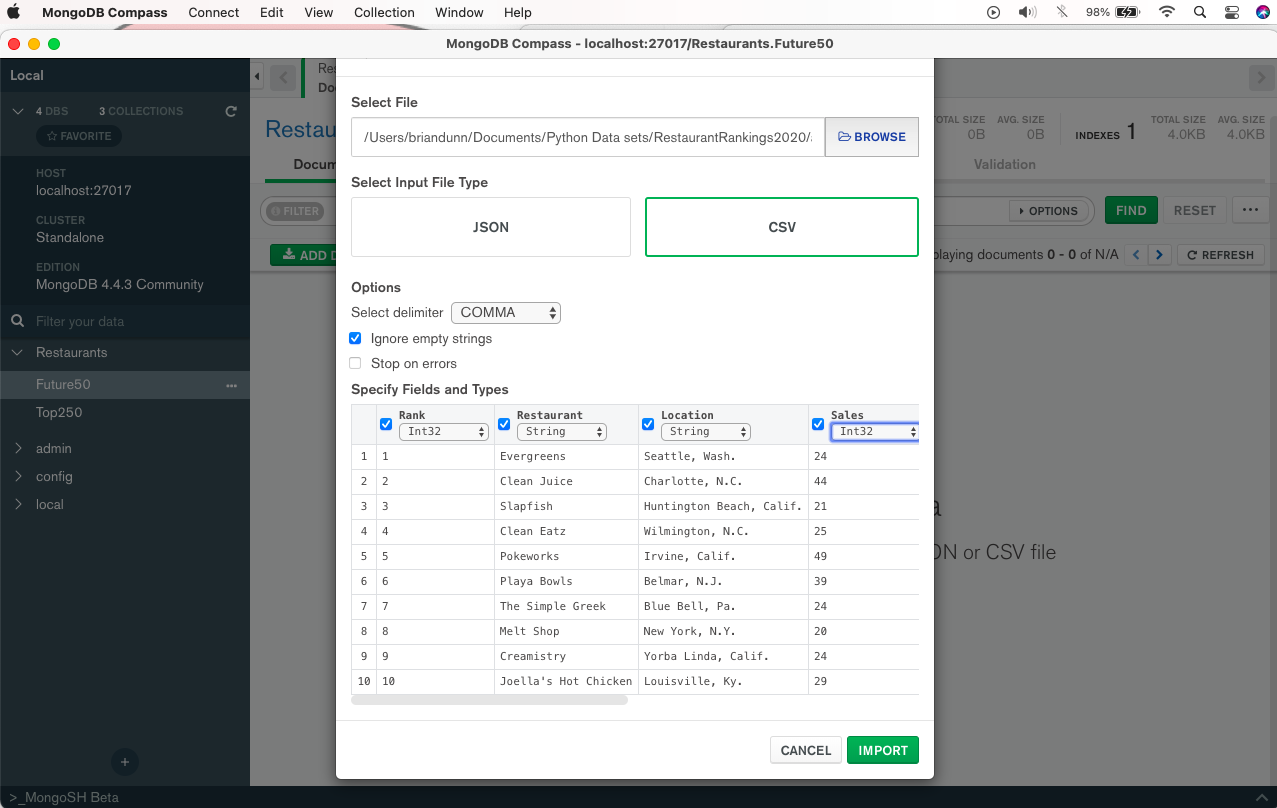 MongoDB Compass Connect Edit View Collection Window Help 98%
MongoDB Compass - localhost:27017/Restaurants.Future50
Local
4 DBS 3 COLLECTIONS
FAVORITE
HOST
localhost:27017
CLUSTER
Standalone
EDITION
MongoDB 4.4.3 Community
Filter your data
Restaurants
Future50
Top250
admin
config
local
>_MongoSH Beta
Select File
/Users/briandunn/Documents/Python Data sets/RestaurantRankings2020/
BROWSE
Select Input File Type
JSON CSV
Options
Select delimiter COMMA
Ignore empty strings
Stop on errors
Specify Fields and Types
Rank Restaurant Location Sales
Int32 String String Int32
1 1 Evergreens Seattle, Wash. 24
2 2 Clean Juice Charlotte, N.C. 44
3 3 Slapfish Huntington Beach, Calif. 21
4 4 Clean Eatz Wilmington, N.C. 25
5 5 Pokeworks Irvine, Calif. 49
6 6 Playa Bowls Belmar, N.J. 39
7 7 The Simple Greek Blue Bell, Pa. 24
8 8 Melt Shop New York, N.Y. 20
9 9 Creamistry Yorba Linda, Calif. 24
10 10 Joella's Hot Chicken Louisville, Ky. 29
CANCEL IMPORT
Res
Do
Restau
Docum
FILTER
ADD D
OTAL SIZE AVG. SIZE TOTAL SIZE AVG. SIZE
0B 0B INDEXES 1 4.0KB 4.0KB
Validation
OPTIONS FIND RESET ...
playing documents 0 - 0 of N/A REFRESH
a
ON or CSV file